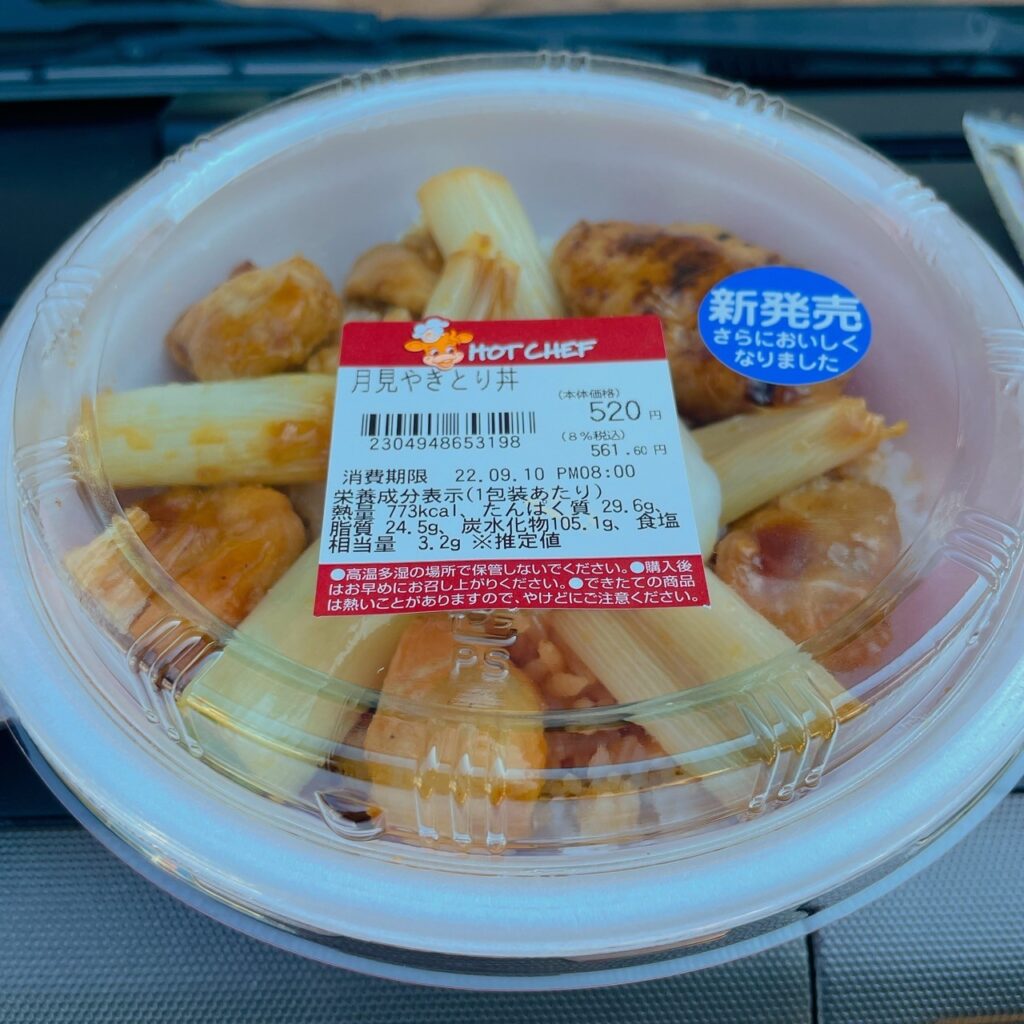 HOT CHEF
月見やきとり丼
(本体価格)
520 円
2304948653198
(8%税込)
561.60 円
消費期限 22.09.10 PM08:00
栄養成分表示(1包装あたり)
熱量 773kcal、たんぱく質 29.6g、
脂質 24.5g、炭水化物105.1g、食塩
相当量 3.2g ※推定値
●高温多湿の場所で保管しないでください。●購入後
はお早めにお召し上がりください。●できたての商品
は熱いことがありますので、やけどにご注意ください。
新発売
さらにおいしく
なりました
PS